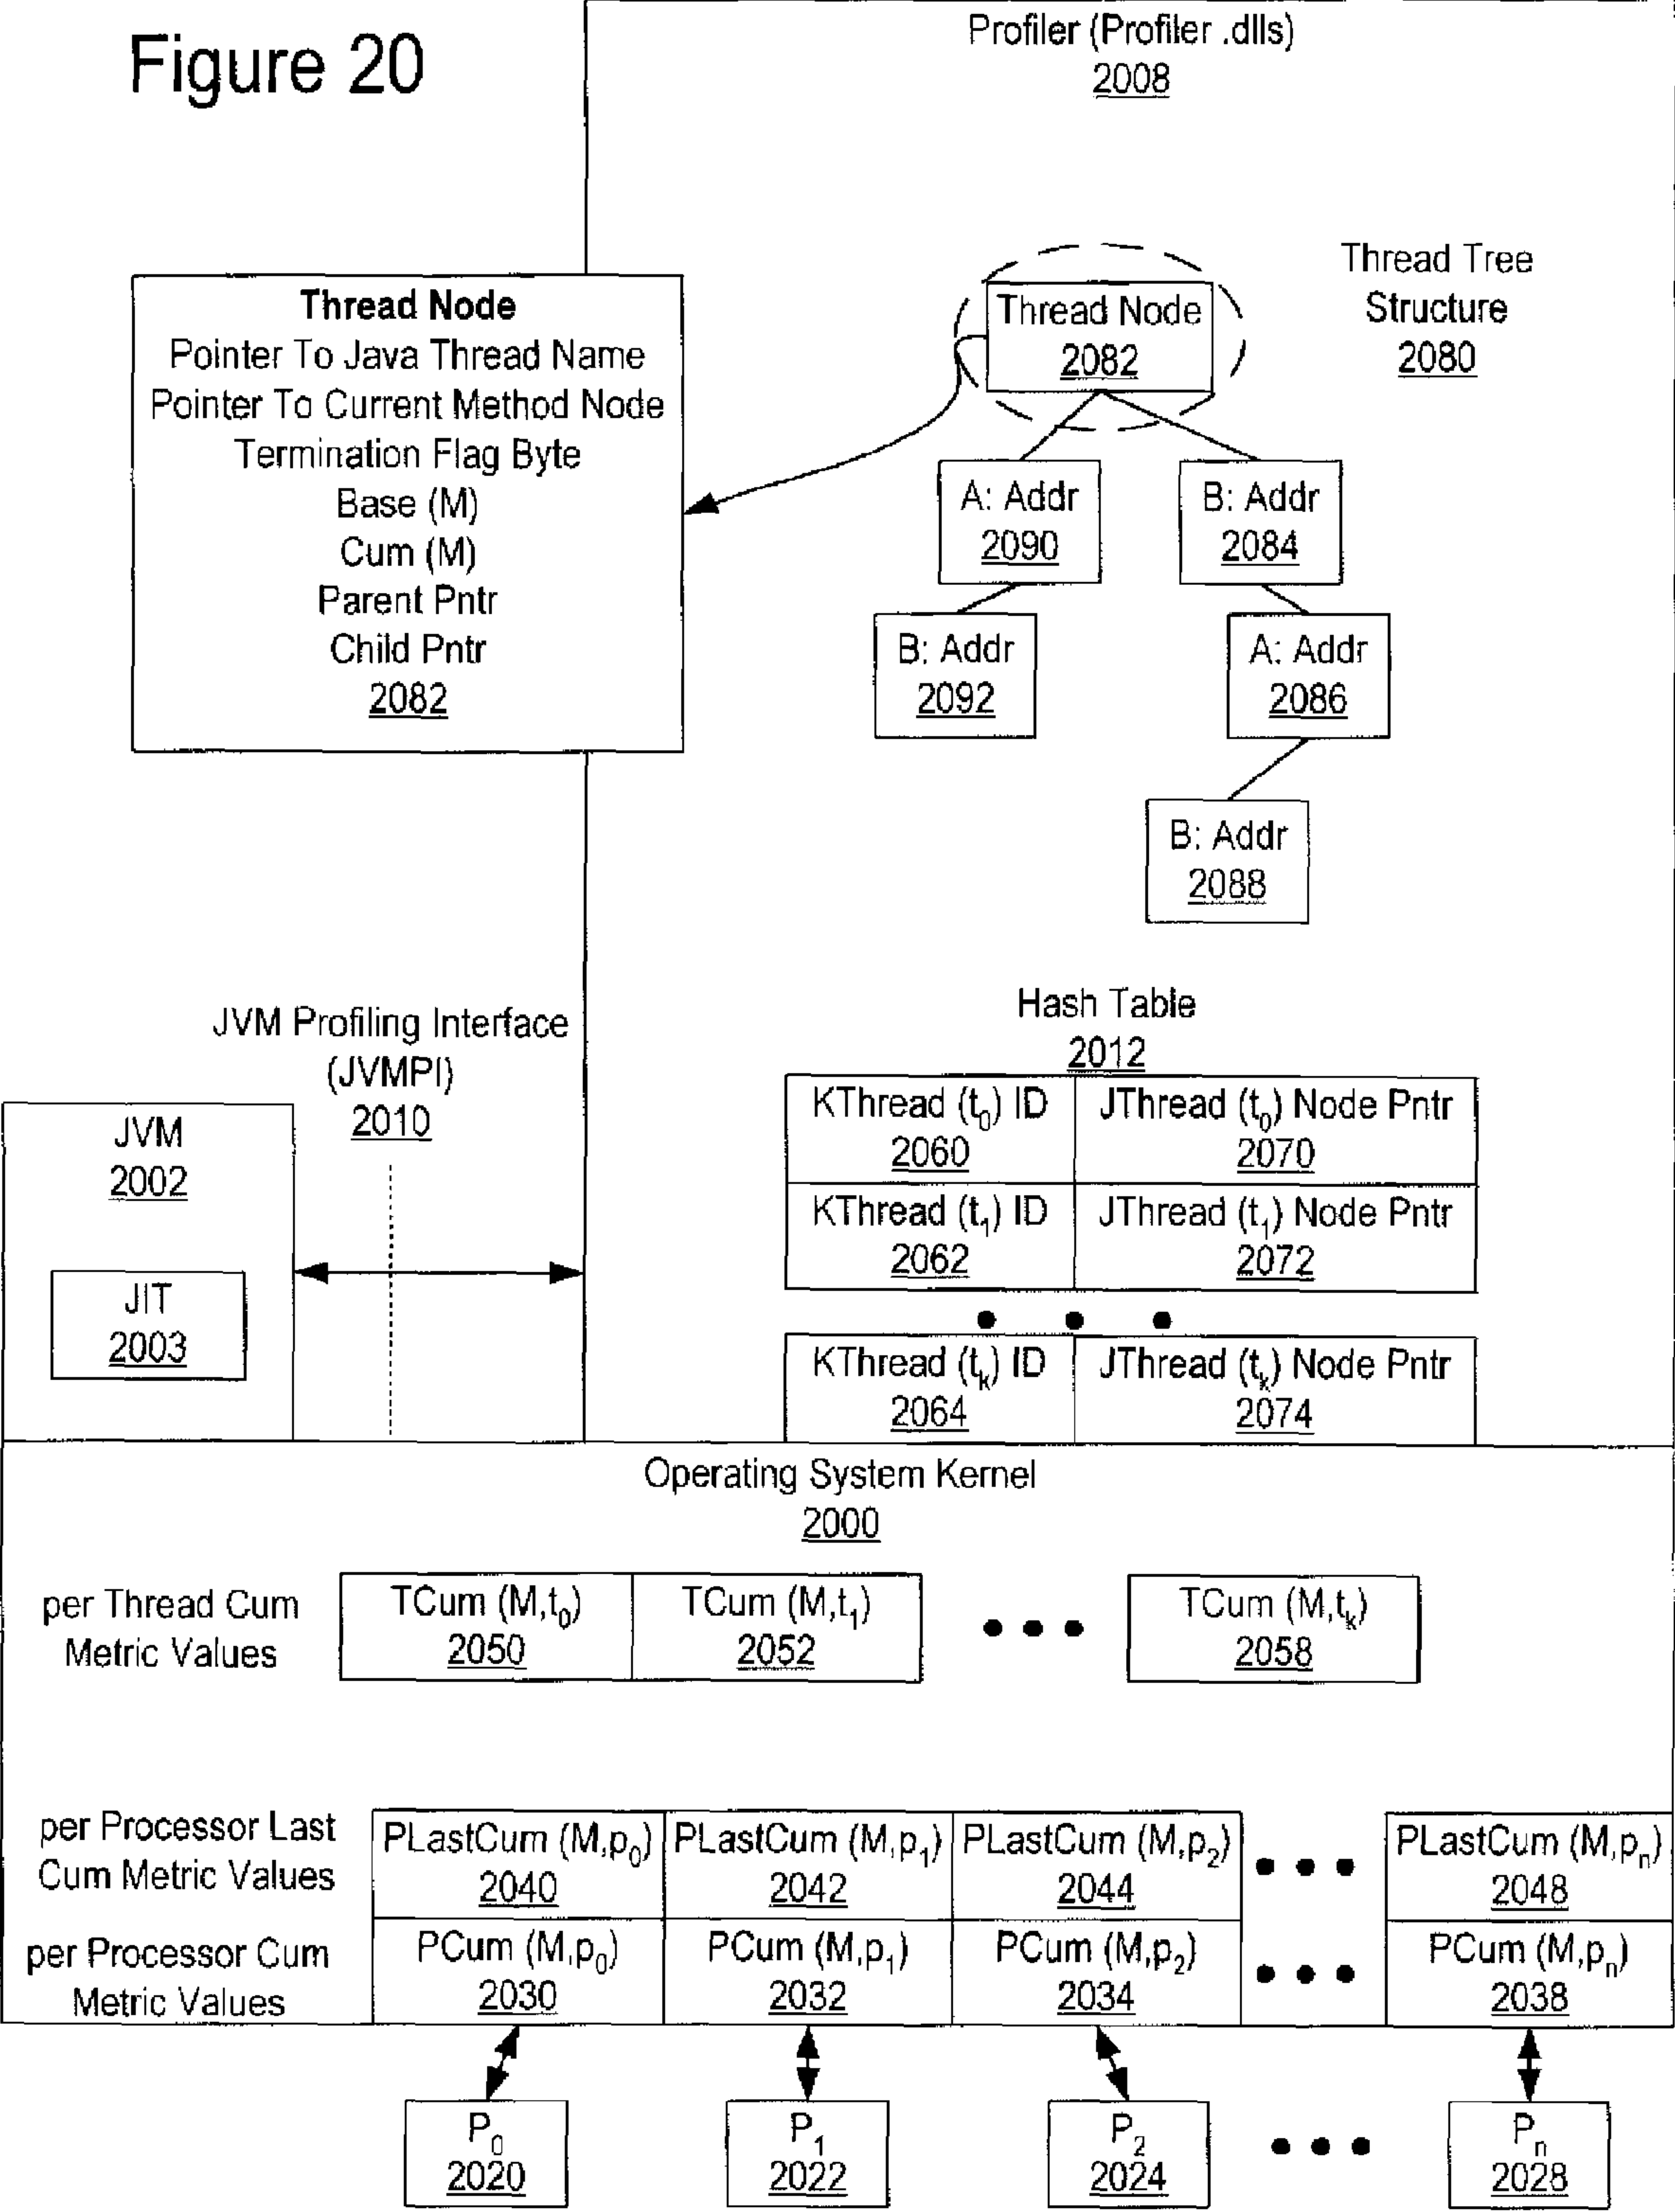 Figure 20
Profiler (Profiler .dlls)
2008
Thread Tree
Structure
2080
Thread Node
2082
Thread Node
Pointer To Java Thread Name
Pointer To Current Method Node
Termination Flag Byte
Base (M)
Cum (M)
Parent Pntr
Child Pntr
2082
A: Addr
2090
B: Addr
2084
B: Addr
2092
A: Addr
2086
B: Addr
2088
JVM Profiling Interface
(JVMPI)
2010
Hash Table
2012
JVM
2002
JIT
2003
KThread (t0) ID
2060
JThread (t0) Node Pntr
2070
KThread (t1) ID
2062
JThread (t1) Node Pntr
2072
KThread (tk) ID
2064
JThread (tk) Node Pntr
2074
Operating System Kernel
2000
per Thread Cum
Metric Values
TCum (M,t0)
2050
TCum (M,t1)
2052
TCum (M,tk)
2058
per Processor Last
Cum Metric Values
PLastCum (M,p0)
2040
PLastCum (M,p1)
2042
PLastCum (M,p2)
2044
PLastCum (M,pn)
2048
per Processor Cum
Metric Values
PCum (M,p0)
2030
PCum (M,p1)
2032
PCum (M,p2)
2034
PCum (M,pn)
2038
P0
2020
P1
2022
P2
2024
Pn
2028